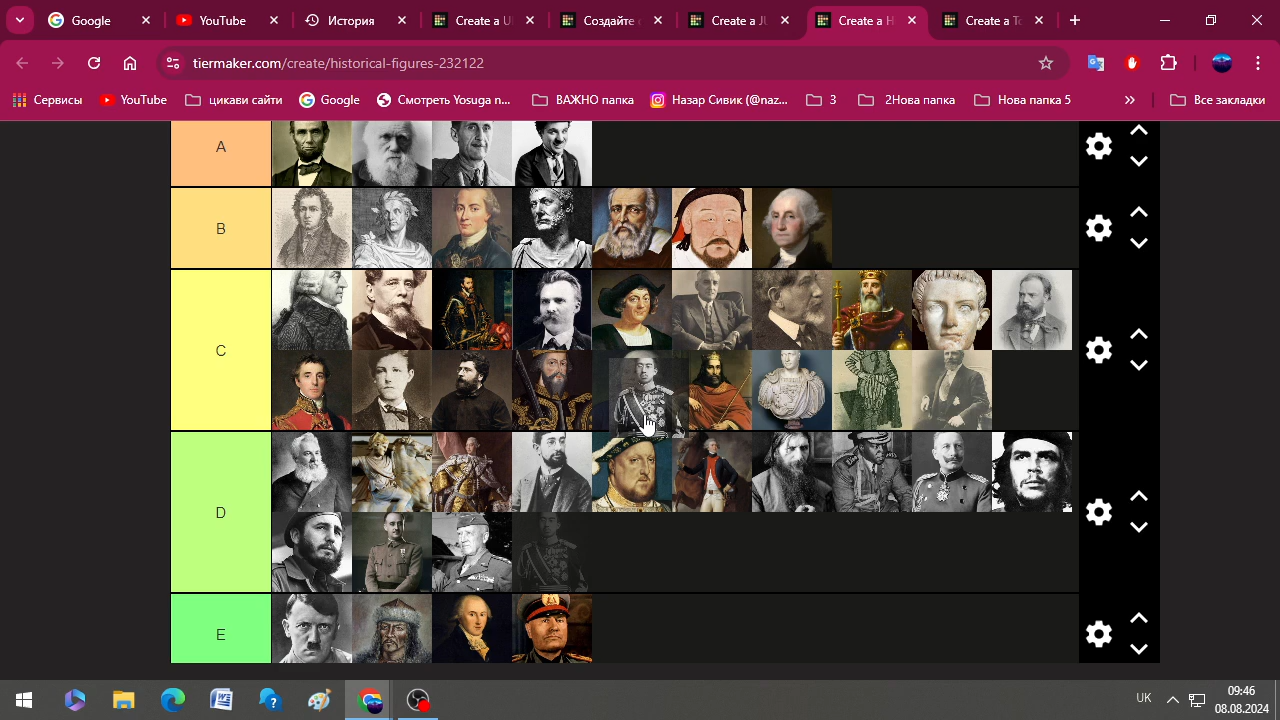 Google
YouTube
История
Create a U
Создайте с
Create a JU
Create a H
Create a To
tiermaker.com/create/historical-figures-232122
Сервисы
YouTube
цикави сайти
Google
Смотреть Yosuga n...
ВАЖНО папка
Назар Сивик (@naz...
3
2Нова папка
Нова папка 5
»
Все закладки
A
B
C
D
E
UK
09:46
08.08.2024